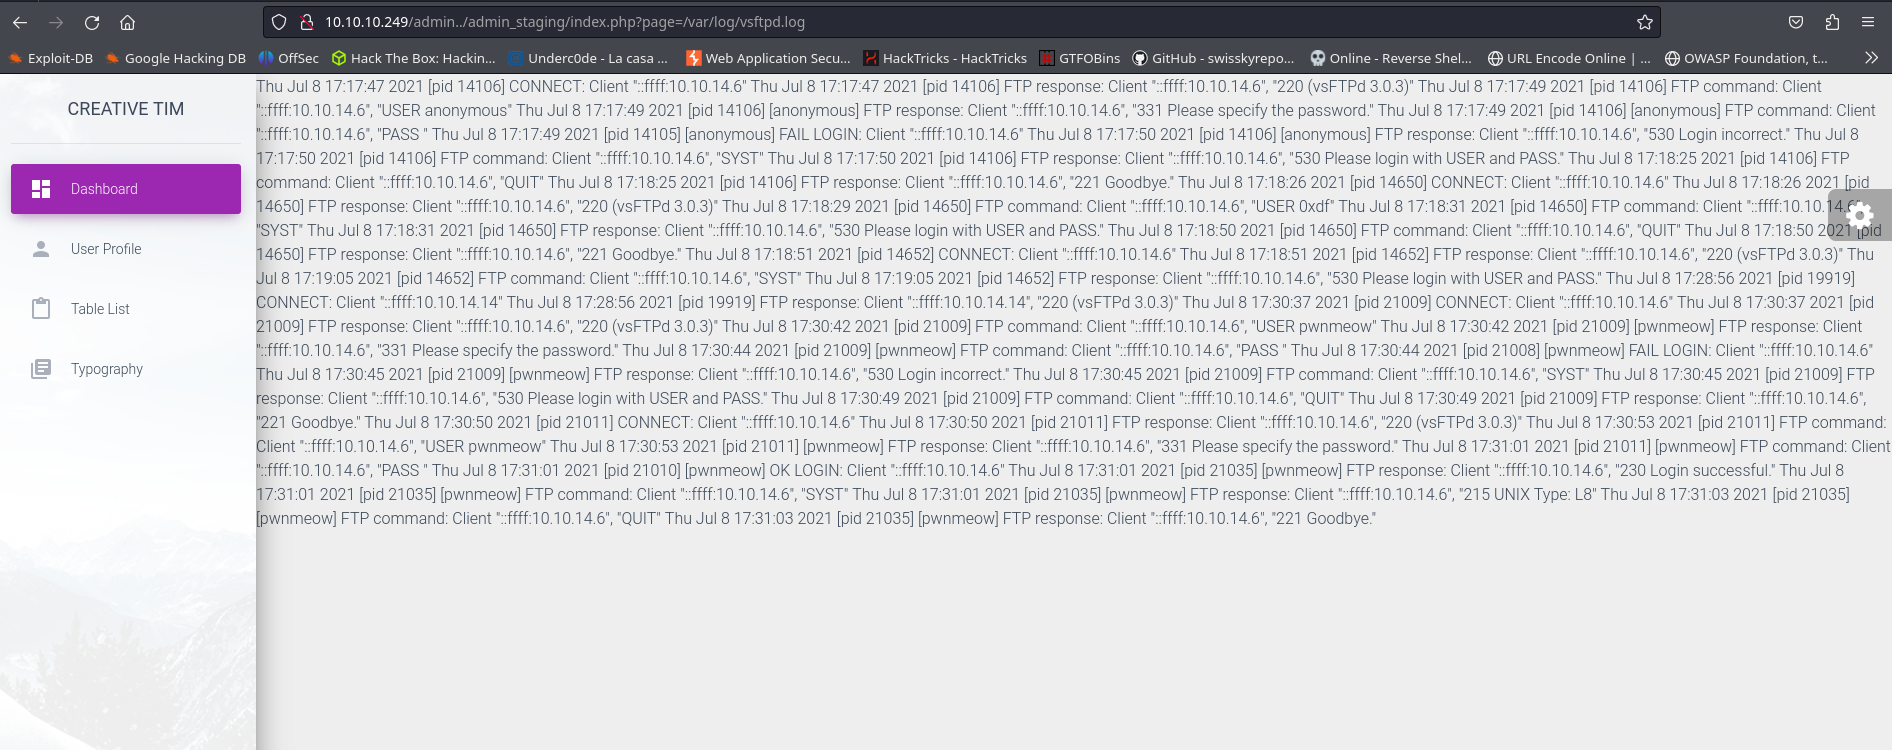 10.10.10.249/admin../admin_staging/index.php?page=/var/log/vsftpd.log
Exploit-DB Google Hacking DB OffSec Hack The Box: Hackin... Underc0de - La casa ... Web Application Secu... HackTricks - HackTricks GTFOBins GitHub - swisskyrepo... Online - Reverse Shel... URL Encode Online | ... OWASP Foundation, t...
CREATIVE TIM
Dashboard
User Profile
Table List
Typography
Thu Jul 8 17:17:47 2021 [pid 14106] CONNECT: Client "::ffff:10.10.14.6" Thu Jul 8 17:17:47 2021 [pid 14106] FTP response: Client "::ffff:10.10.14.6", "220 (vsFTPd 3.0.3)" Thu Jul 8 17:17:49 2021 [pid 14106] FTP command: Client
"::ffff:10.10.14.6", "USER anonymous" Thu Jul 8 17:17:49 2021 [pid 14106] [anonymous] FTP response: Client "::ffff:10.10.14.6", "331 Please specify the password." Thu Jul 8 17:17:49 2021 [pid 14106] [anonymous] FTP command: Client
"::ffff:10.10.14.6", "PASS " Thu Jul 8 17:17:49 2021 [pid 14105] [anonymous] FAIL LOGIN: Client "::ffff:10.10.14.6" Thu Jul 8 17:17:50 2021 [pid 14106] [anonymous] FTP response: Client "::ffff:10.10.14.6", "530 Login incorrect." Thu Jul 8
17:17:50 2021 [pid 14106] FTP command: Client "::ffff:10.10.14.6", "SYST" Thu Jul 8 17:17:50 2021 [pid 14106] FTP response: Client "::ffff:10.10.14.6", "530 Please login with USER and PASS." Thu Jul 8 17:18:25 2021 [pid 14106] FTP
command: Client "::ffff:10.10.14.6", "QUIT" Thu Jul 8 17:18:25 2021 [pid 14106] FTP response: Client "::ffff:10.10.14.6", "221 Goodbye." Thu Jul 8 17:18:26 2021 [pid 14650] CONNECT: Client "::ffff:10.10.14.6" Thu Jul 8 17:18:26 2021 [pid
14650] FTP response: Client "::ffff:10.10.14.6", "220 (vsFTPd 3.0.3)" Thu Jul 8 17:18:29 2021 [pid 14650] FTP command: Client "::ffff:10.10.14.6", "USER 0xdf" Thu Jul 8 17:18:31 2021 [pid 14650] FTP command: Client "::ffff:10.10.14.6",
"SYST" Thu Jul 8 17:18:31 2021 [pid 14650] FTP response: Client "::ffff:10.10.14.6", "530 Please login with USER and PASS." Thu Jul 8 17:18:50 2021 [pid 14650] FTP command: Client "::ffff:10.10.14.6", "QUIT" Thu Jul 8 17:18:50 2021 [pid
14650] FTP response: Client "::ffff:10.10.14.6", "221 Goodbye." Thu Jul 8 17:18:51 2021 [pid 14652] CONNECT: Client "::ffff:10.10.14.6" Thu Jul 8 17:18:51 2021 [pid 14652] FTP response: Client "::ffff:10.10.14.6", "220 (vsFTPd 3.0.3)" Thu
Jul 8 17:19:05 2021 [pid 14652] FTP command: Client "::ffff:10.10.14.6", "SYST" Thu Jul 8 17:19:05 2021 [pid 14652] FTP response: Client "::ffff:10.10.14.6", "530 Please login with USER and PASS." Thu Jul 8 17:28:56 2021 [pid 19919]
CONNECT: Client "::ffff:10.10.14.14" Thu Jul 8 17:28:56 2021 [pid 19919] FTP response: Client "::ffff:10.10.14.14", "220 (vsFTPd 3.0.3)" Thu Jul 8 17:30:37 2021 [pid 21009] CONNECT: Client "::ffff:10.10.14.6" Thu Jul 8 17:30:37 2021 [pid
21009] FTP response: Client "::ffff:10.10.14.6", "220 (vsFTPd 3.0.3)" Thu Jul 8 17:30:42 2021 [pid 21009] FTP command: Client "::ffff:10.10.14.6", "USER pwnmeow" Thu Jul 8 17:30:42 2021 [pid 21009] [pwnmeow] FTP response: Client
"::ffff:10.10.14.6", "331 Please specify the password." Thu Jul 8 17:30:44 2021 [pid 21009] [pwnmeow] FTP command: Client "::ffff:10.10.14.6", "PASS " Thu Jul 8 17:30:44 2021 [pid 21008] [pwnmeow] FAIL LOGIN: Client "::ffff:10.10.14.6"
Thu Jul 8 17:30:45 2021 [pid 21009] [pwnmeow] FTP response: Client "::ffff:10.10.14.6", "530 Login incorrect." Thu Jul 8 17:30:45 2021 [pid 21009] FTP command: Client "::ffff:10.10.14.6", "SYST" Thu Jul 8 17:30:45 2021 [pid 21009] FTP
response: Client "::ffff:10.10.14.6", "530 Please login with USER and PASS." Thu Jul 8 17:30:49 2021 [pid 21009] FTP command: Client "::ffff:10.10.14.6", "QUIT" Thu Jul 8 17:30:49 2021 [pid 21009] FTP response: Client "::ffff:10.10.14.6",
"221 Goodbye." Thu Jul 8 17:30:50 2021 [pid 21011] CONNECT: Client "::ffff:10.10.14.6" Thu Jul 8 17:30:50 2021 [pid 21011] FTP response: Client "::ffff:10.10.14.6", "220 (vsFTPd 3.0.3)" Thu Jul 8 17:30:53 2021 [pid 21011] FTP command:
Client "::ffff:10.10.14.6", "USER pwnmeow" Thu Jul 8 17:30:53 2021 [pid 21011] [pwnmeow] FTP response: Client "::ffff:10.10.14.6", "331 Please specify the password." Thu Jul 8 17:31:01 2021 [pid 21011] [pwnmeow] FTP command: Client
"::ffff:10.10.14.6", "PASS " Thu Jul 8 17:31:01 2021 [pid 21010] [pwnmeow] OK LOGIN: Client "::ffff:10.10.14.6" Thu Jul 8 17:31:01 2021 [pid 21035] [pwnmeow] FTP response: Client "::ffff:10.10.14.6", "230 Login successful." Thu Jul 8
17:31:01 2021 [pid 21035] [pwnmeow] FTP command: Client "::ffff:10.10.14.6", "SYST" Thu Jul 8 17:31:01 2021 [pid 21035] [pwnmeow] FTP response: Client "::ffff:10.10.14.6", "215 UNIX Type: L8" Thu Jul 8 17:31:03 2021 [pid 21035]
[pwnmeow] FTP command: Client "::ffff:10.10.14.6", "QUIT" Thu Jul 8 17:31:03 2021 [pid 21035] [pwnmeow] FTP response: Client "::ffff:10.10.14.6", "221 Goodbye."